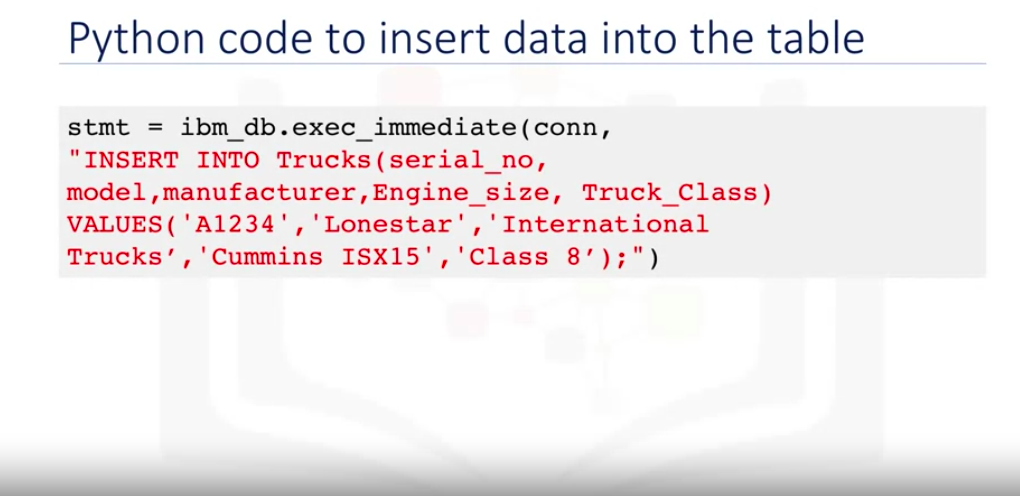 Python code to insert data into the table
stmt = ibm_db.exec_immediate(conn,
"INSERT INTO Trucks(serial_no,
model,manufacturer,Engine_size, Truck_Class)
VALUES('A1234','Lonestar','International
Trucks’,'Cummins ISX15','Class 8’);")